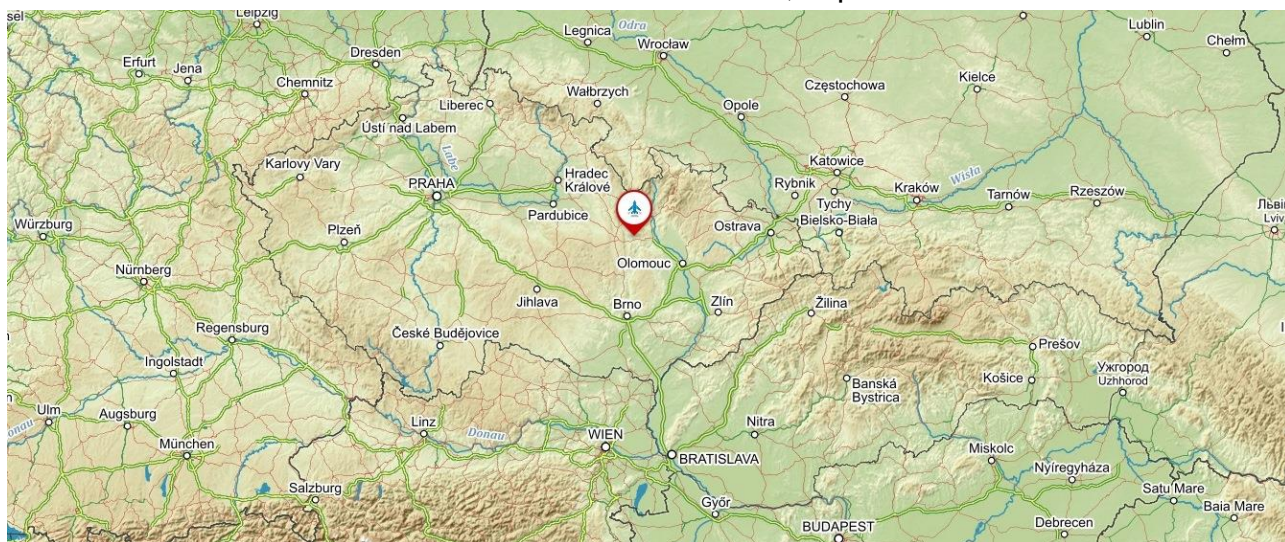 Leipzig
Legnica
Odra
Wrocław
Lublin
Chełm
Erfurt
Jena
Dresden
Chemnitz
Liberec
Wałbrzych
Opole
Częstochowa
Kielce
Ústí nad Labem
Labe
Karlovy Vary
PRAHA
Hradec
Králové
Pardubice
Katowice
Rybnik
Tychy
Bielsko-Biała
Kraków
Wisła
Tarnów
Rzeszów
Würzburg
Plzeň
Ostrava
Olomouc
Nürnberg
Jihlava
Brno
Zlín
Žilina
Regensburg
České Budějovice
Ingolstadt
Prešov
Košice
Ужгород
Uzhhorod
Banská
Bystrica
Ulm
Augsburg
Linz
Donau
WIEN
Nitra
München
BRATISLAVA
Miskolc
Nyíregyháza
Salzburg
Győr
Satu Mare
Baia Mare
BUDAPEST
Debrecen